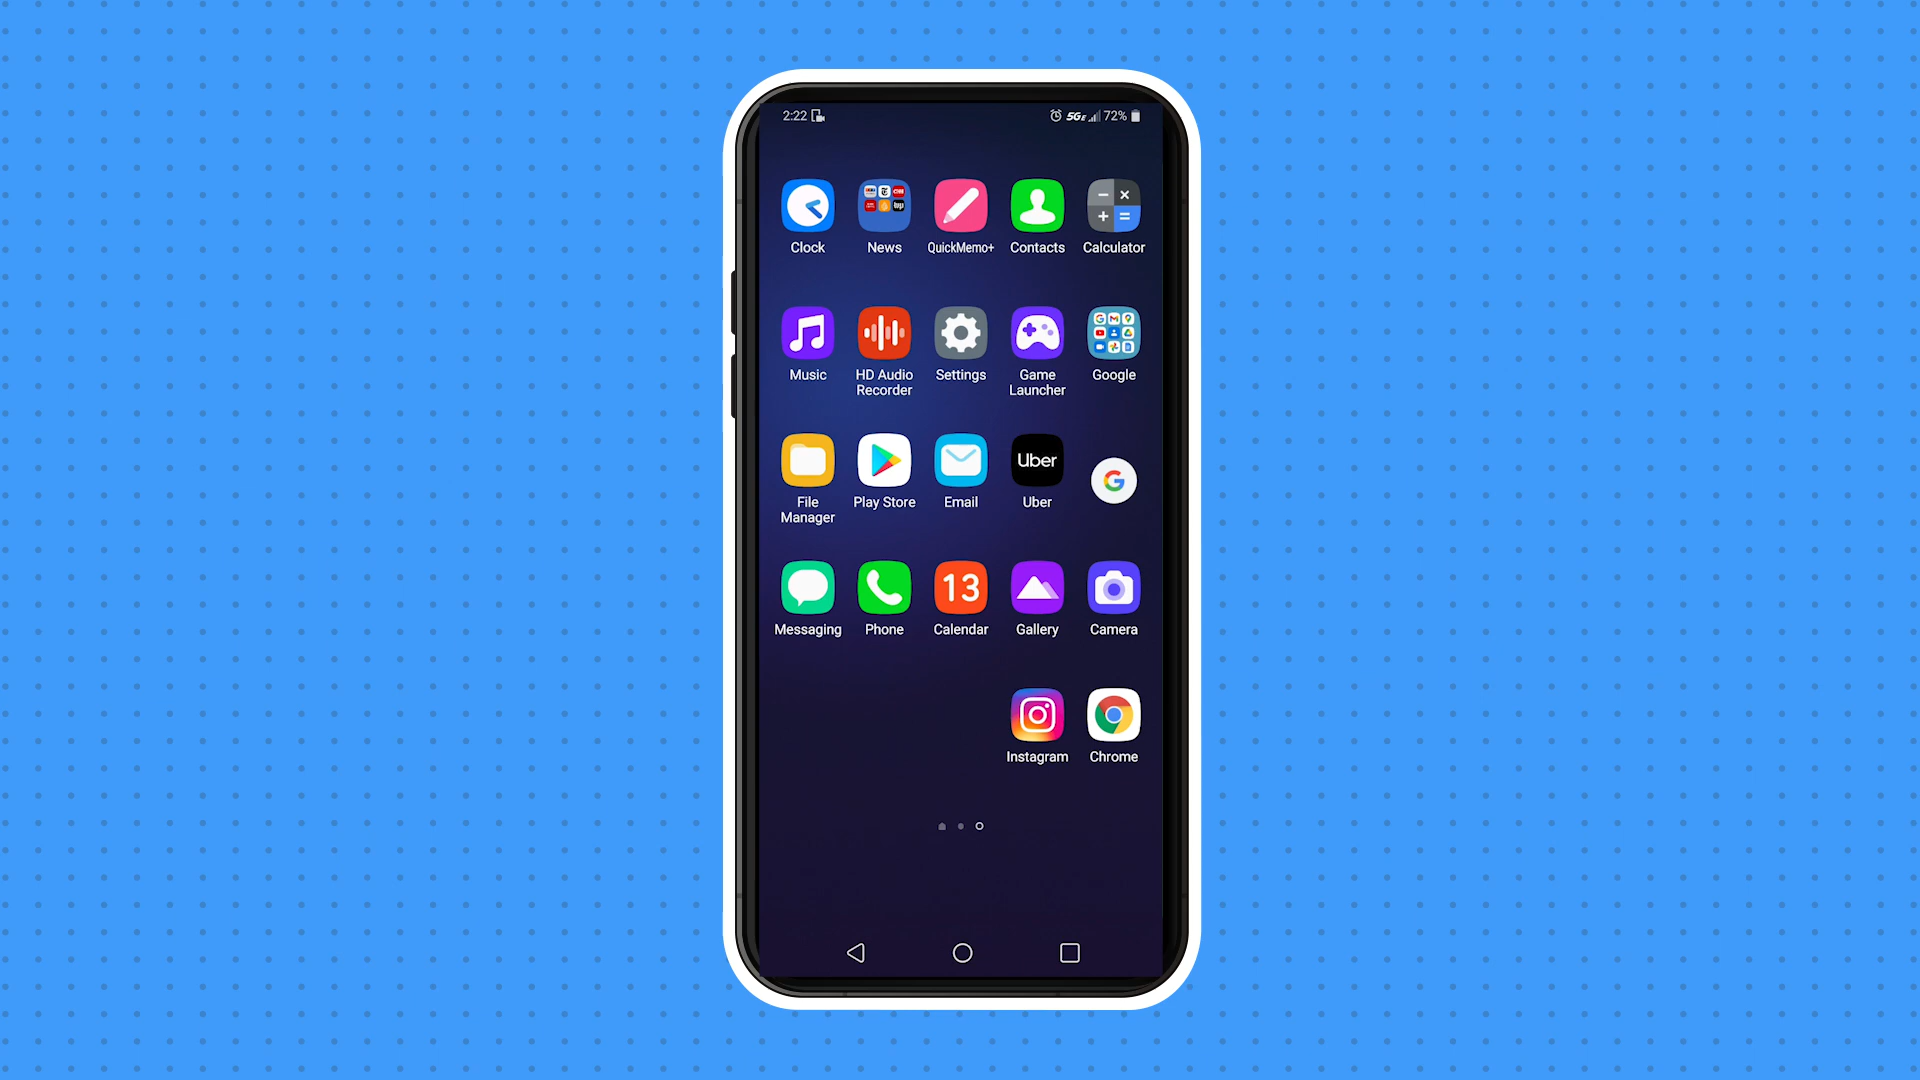 2:22 5GE 72%
Clock News QuickMemo+ Contacts Calculator
Music HD Audio Settings Game Google
Recorder Launcher
Uber
File Play Store Email Uber
Manager
13
Messaging Phone Calendar Gallery Camera
Instagram Chrome